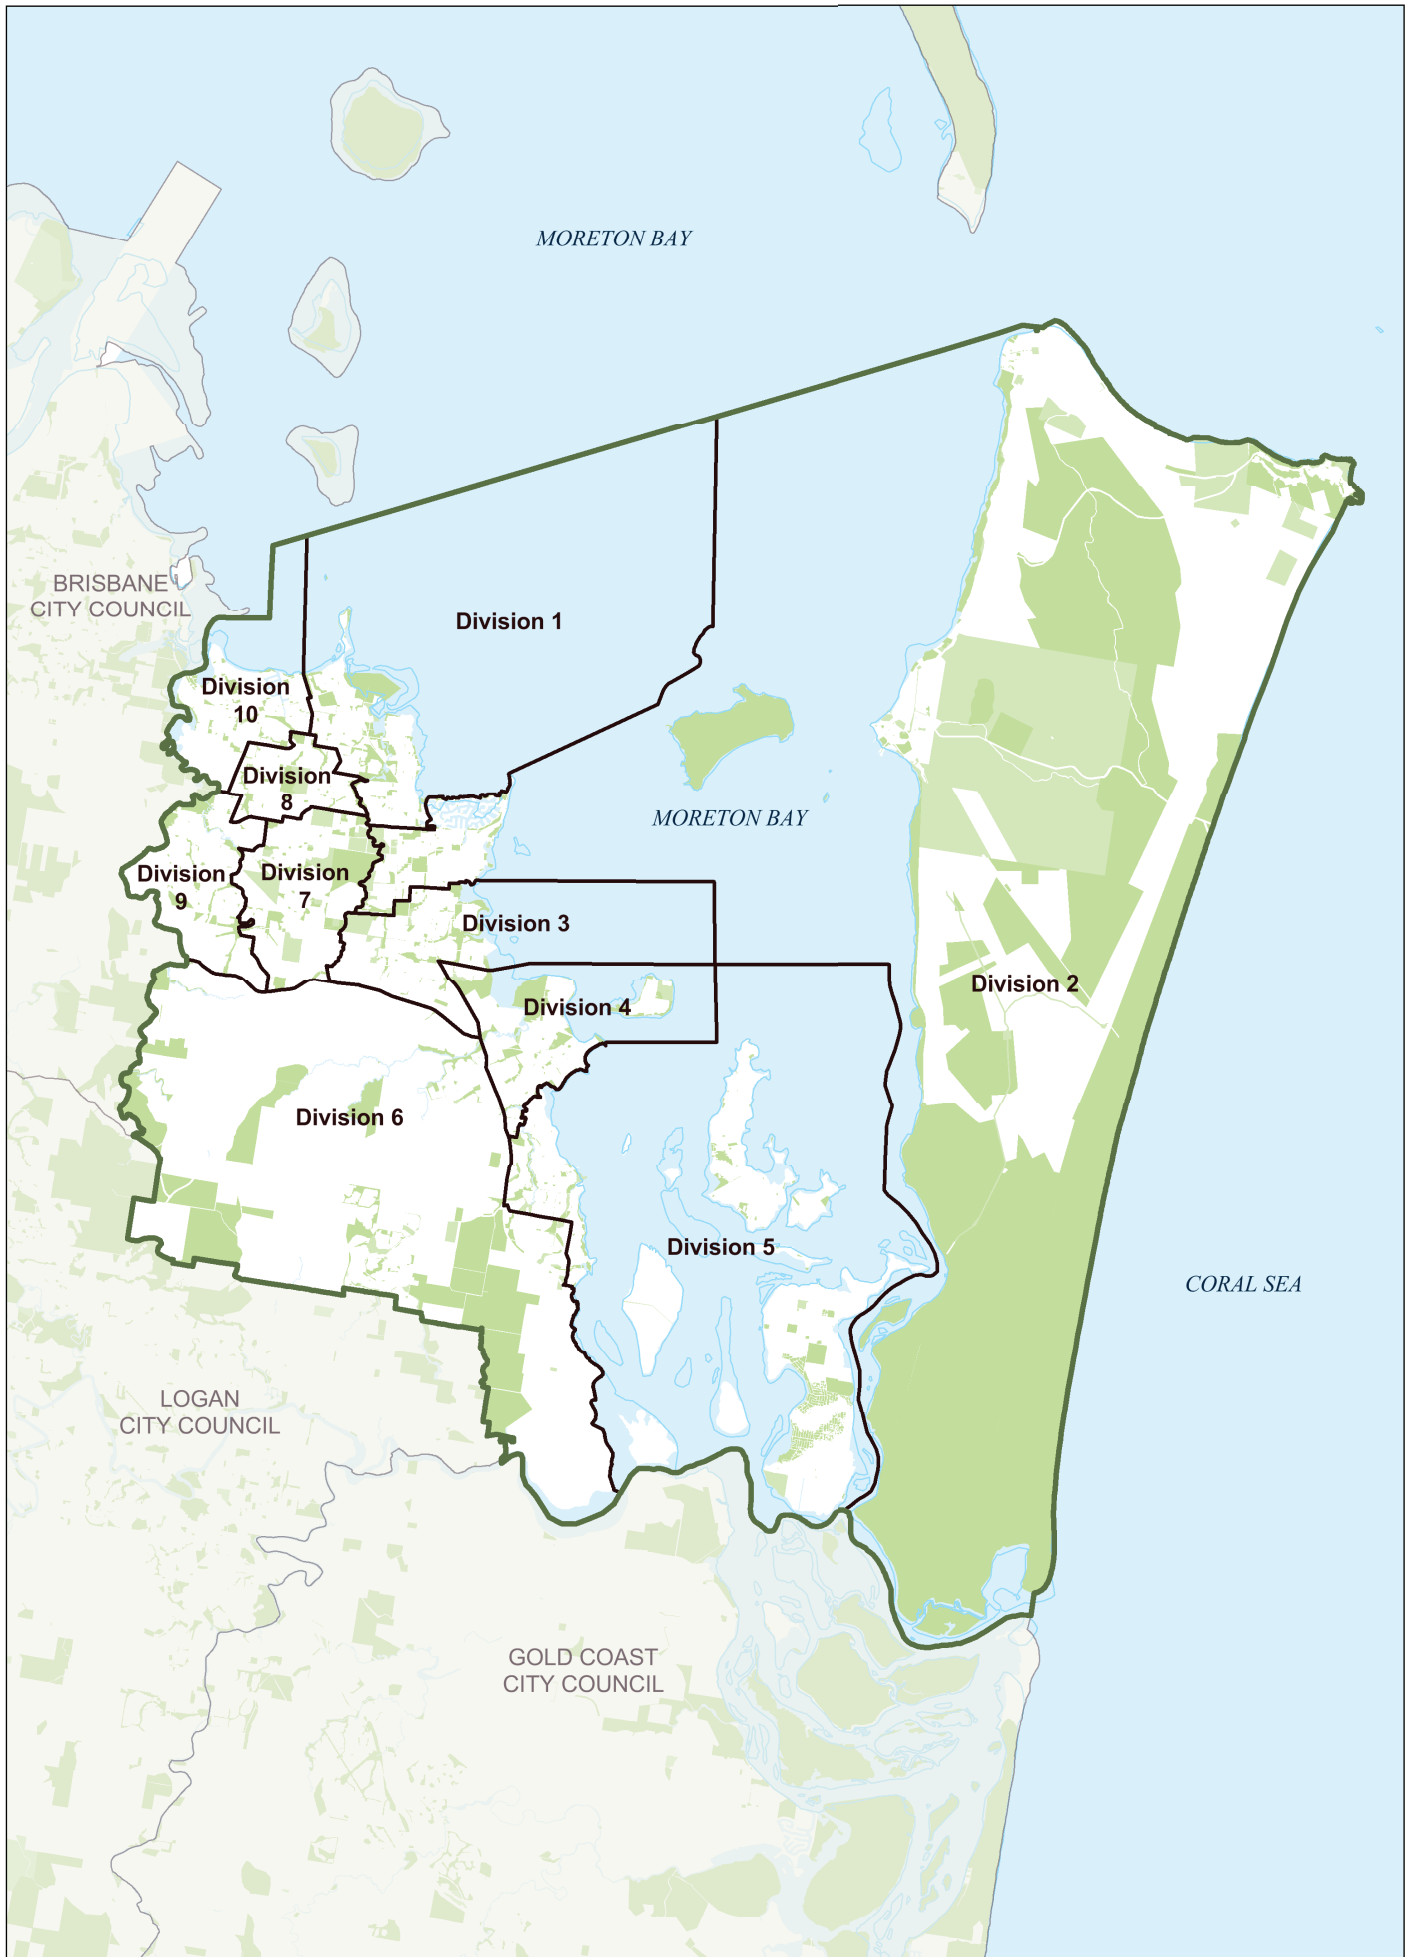 MORETON BAY
BRISBANE
CITY COUNCIL
Division 1
Division
10
Division
8
MORETON BAY
Division
9
Division
7
Division 3
Division 2
Division 4
Division 6
Division 5
CORAL SEA
LOGAN
CITY COUNCIL
GOLD COAST
CITY COUNCIL